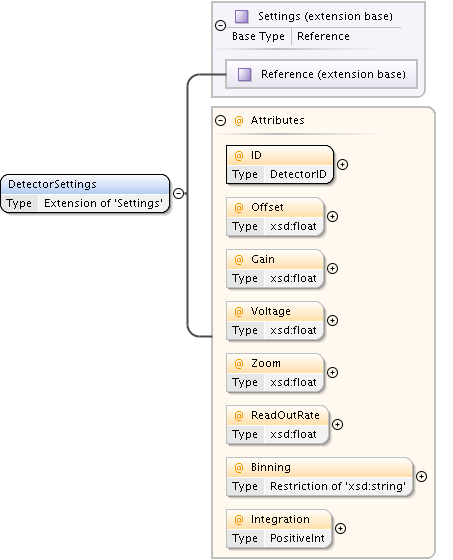 Settings (extension base)
Base Type Reference
Reference (extension base)
@ Attributes
@ ID
Type DetectorID
DetectorSettings
Type Extension of 'Settings'
@ Offset
Type xsd:float
@ Gain
Type xsd:float
@ Voltage
Type xsd:float
@ Zoom
Type xsd:float
@ ReadOutRate
Type xsd:float
@ Binning
Type Restriction of 'xsd:string'
@ Integration
Type PositiveInt